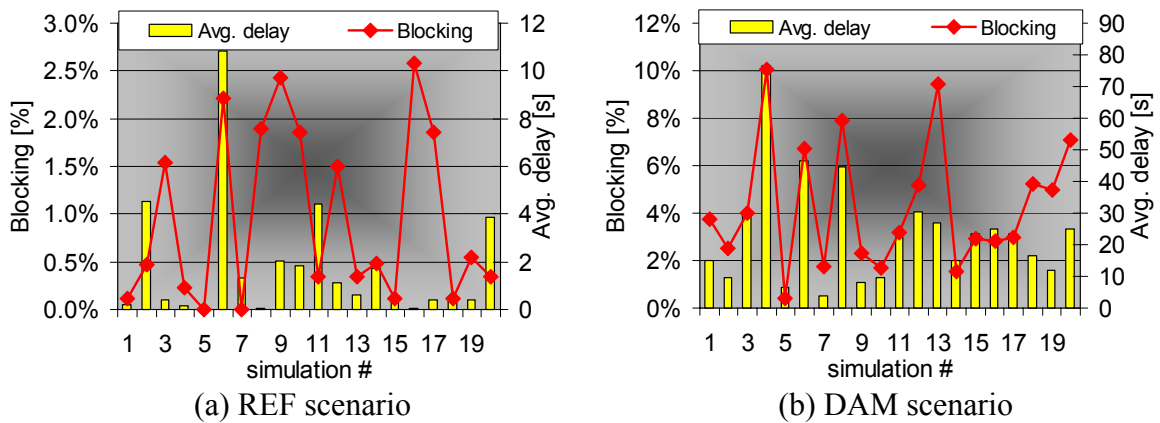 Avg. delay Blocking
3.0% 12
2.5% 10
2.0% 8
1.5% 6
1.0% 4
0.5% 2
0.0% 0
Blocking [%]
Avg. delay [s]
1 3 5 7 9 11 13 15 17 19
simulation #
(a) REF scenario
Avg. delay Blocking
12% 90
80
10% 70
8% 60
50
6% 40
4% 30
20
2% 10
0% 0
Blocking [%]
Avg. delay [s]
1 3 5 7 9 11 13 15 17 19
simulation #
(b) DAM scenario